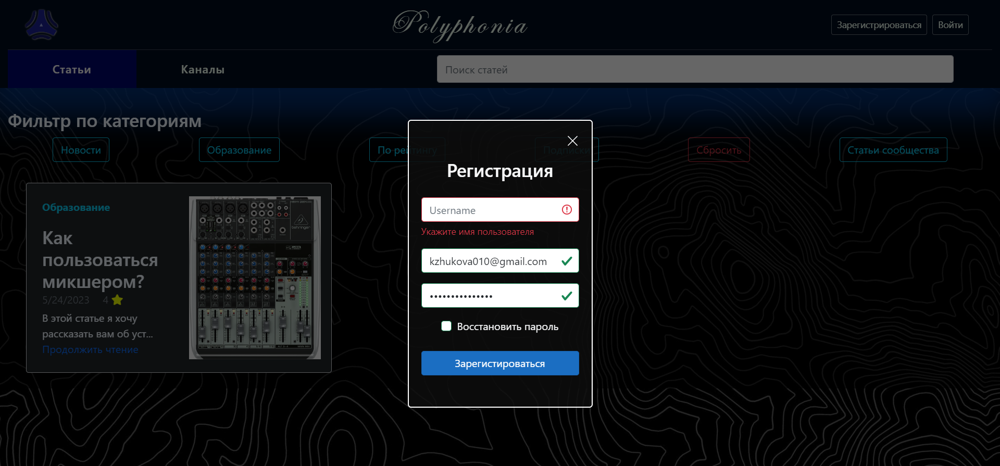 Polyphonia
Зарегистрироваться
Войти
Статьи
Каналы
Поиск статей
Фильтр по категориям
Новости
Образование
По рейтингу
Подписки
Сбросить
Статьи сообщества
Образование
Как
пользоваться
микшером?
5/24/2023 4
В этой статье я хочу
рассказать вам об уст...
Продолжить чтение
behringer
Регистрация
Username
Укажите имя пользователя
kzhukova010@gmail.com
•••••••••••••••
Восстановить пароль
Зарегистироваться